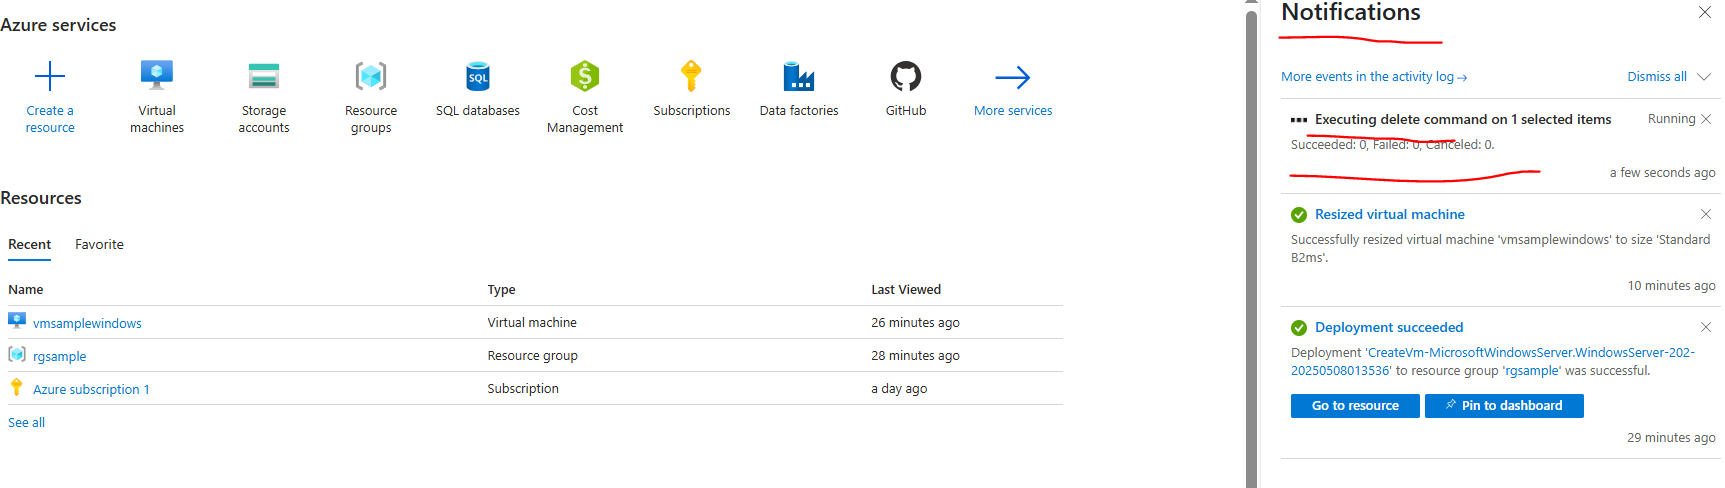 Azure services
Create a
resource
Virtual
machines
Storage
accounts
Resource
groups
SQL
SQL databases
$
Cost
Management
Subscriptions
Data factories
GitHub
More services
Resources
Recent Favorite
Name Type Last Viewed
vmsamplewindows Virtual machine 26 minutes ago
rgsample Resource group 28 minutes ago
Azure subscription 1 Subscription a day ago
See all
Notifications
More events in the activity log→ Dismiss all
Executing delete command on 1 selected items Running
Succeeded: 0, Failed: 0, Canceled: 0.
a few seconds ago
Resized virtual machine
Successfully resized virtual machine 'vmsamplewindows' to size 'Standard
B2ms'.
10 minutes ago
Deployment succeeded
Deployment 'CreateVm-MicrosoftWindowsServer.WindowsServer-202-
20250508013536' to resource group 'rgsample' was successful.
Go to resource Pin to dashboard
29 minutes ago